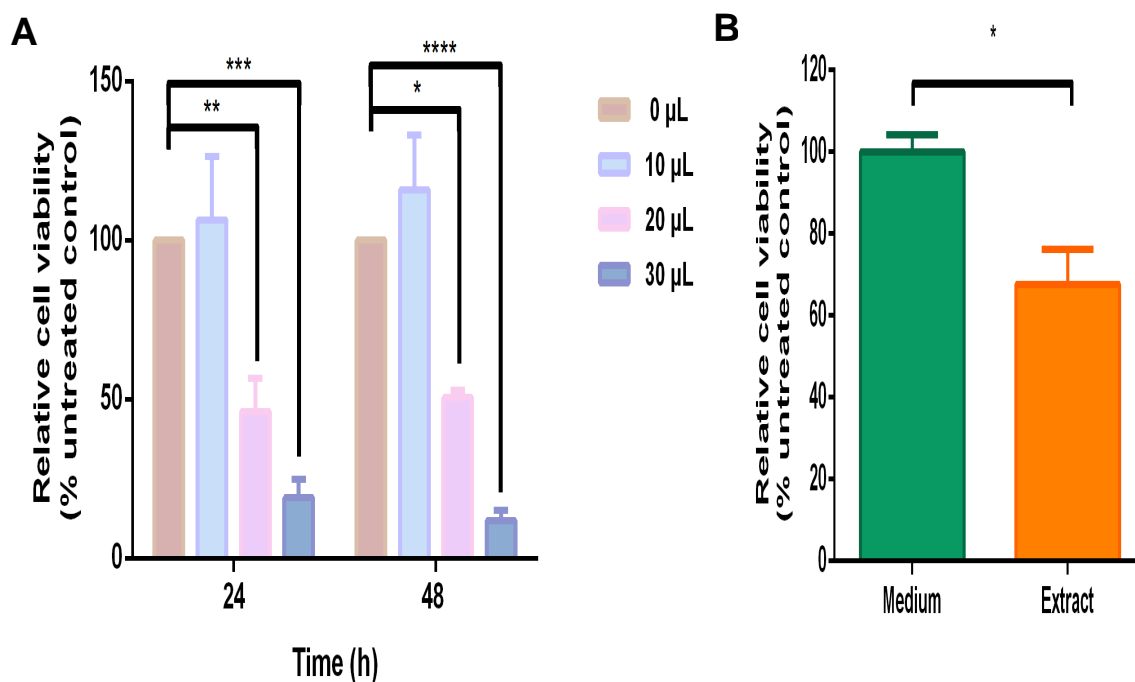 A
Relative cell viability
(% untreated control)
150
100
50
0
***
**
****
*
24
48
Time (h)
0 µL
10 µL
20 µL
30 µL
B
Relative cell viability
(% untreated control)
120
100
80
60
40
20
0
*
Medium
Extract